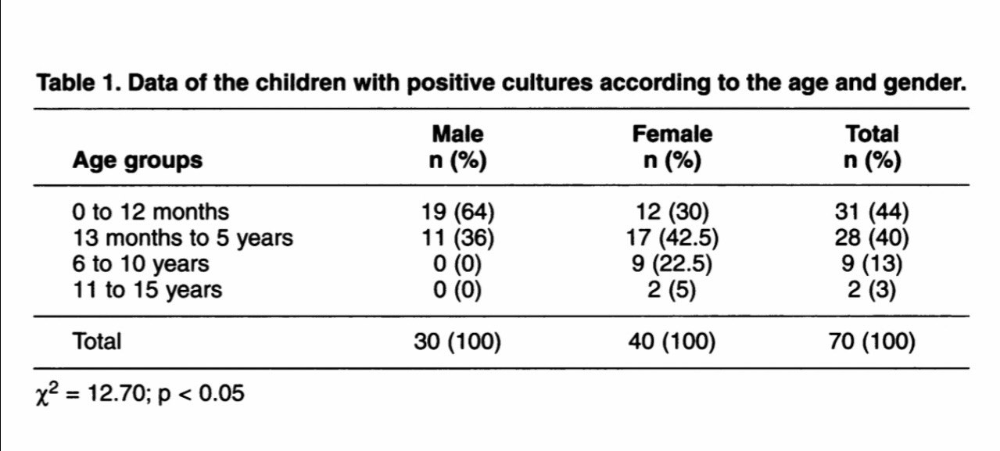 Table 1. Data of the children with positive cultures according to the age and gender.
Male Female Total
Age groups n (%) n (%) n (%)
0 to 12 months 19 (64) 12 (30) 31 (44)
13 months to 5 years 11 (36) 17 (42.5) 28 (40)
6 to 10 years 0 (0) 9 (22.5) 9 (13)
11 to 15 years 0 (0) 2 (5) 2 (3)
Total 30 (100) 40 (100) 70 (100)
χ² = 12.70; p < 0.05